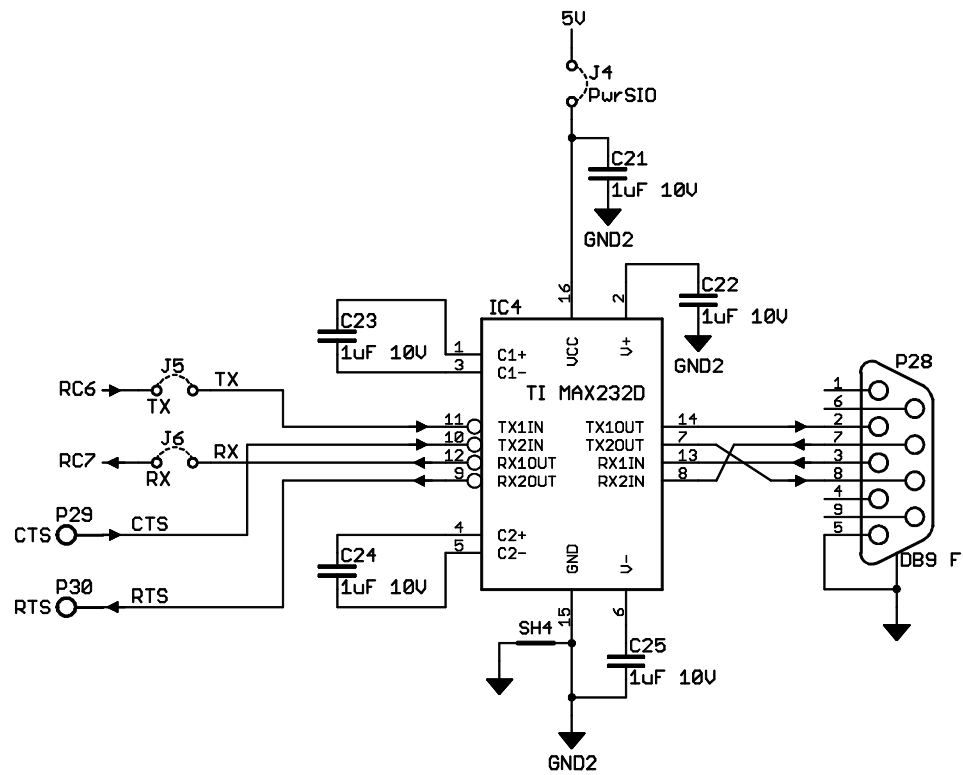 5V
J4
PwrSIO
C21
1uF 10V
GND2
16
2
C22
1uF 10V
GND2
IC4
C23
1uF 10V
1
3
C1+
C1-
VCC
V+
TI MAX232D
P28
RC6
J5
TX
TX
RC7
J6
RX
RX
11
10
12
9
TX1IN
TX2IN
RX1OUT
RX2OUT
TX1OUT
TX2OUT
RX1IN
RX2IN
14
7
13
8
1
6
2
7
3
8
4
9
5
DB9 F
P29
CTS
CTS
P30
RTS
RTS
C24
1uF 10V
4
5
C2+
C2-
GND
V-
15
6
SH4
C25
1uF 10V
GND2